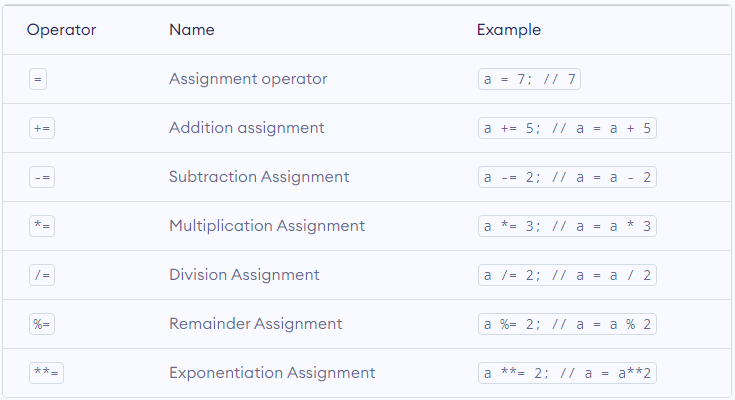 Operator Name Example
= Assignment operator a = 7; // 7
+= Addition assignment a += 5; // a = a + 5
-= Subtraction Assignment a -= 2; // a = a - 2
*= Multiplication Assignment a *= 3; // a = a * 3
/= Division Assignment a /= 2; // a = a / 2
%= Remainder Assignment a %= 2; // a = a % 2
**= Exponentiation Assignment a **= 2; // a = a**2